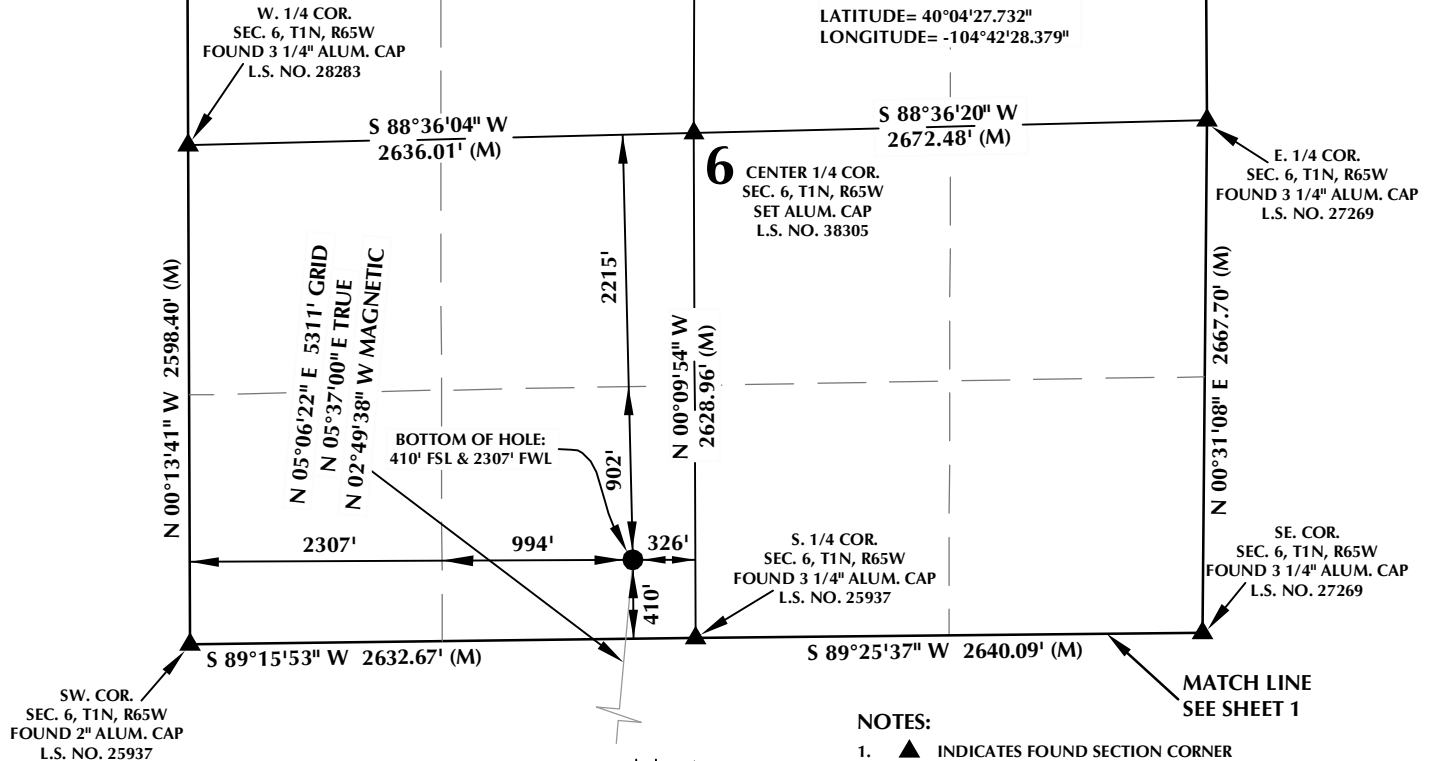 W. 1/4 COR.
SEC. 6, T1N, R65W
FOUND 3 1/4" ALUM. CAP
L.S. NO. 28283
LATITUDE= 40°04'27.732"
LONGITUDE= -104°42'28.379"
S 88°36'04" W
2636.01' (M)
S 88°36'20" W
2672.48' (M)
6
CENTER 1/4 COR.
SEC. 6, T1N, R65W
SET ALUM. CAP
L.S. NO. 38305
E. 1/4 COR.
SEC. 6, T1N, R65W
FOUND 3 1/4" ALUM. CAP
L.S. NO. 27269
N 00°13'41" W 2598.40' (M)
N 05°06'22" E 5311' GRID
N 05°37'00" E TRUE
N 02°49'38" W MAGNETIC
2215'
N 00°09'54" W
2628.96' (M)
N 00°31'08" E 2667.70' (M)
BOTTOM OF HOLE:
410' FSL & 2307' FWL
902'
2307'
994'
326'
410'
S. 1/4 COR.
SEC. 6, T1N, R65W
FOUND 3 1/4" ALUM. CAP
L.S. NO. 25937
SE. COR.
SEC. 6, T1N, R65W
FOUND 3 1/4" ALUM. CAP
L.S. NO. 27269
S 89°15'53" W 2632.67' (M)
S 89°25'37" W 2640.09' (M)
SW. COR.
SEC. 6, T1N, R65W
FOUND 2" ALUM. CAP
L.S. NO. 25937
MATCH LINE
SEE SHEET 1
NOTES:
1. ▲ INDICATES FOUND SECTION CORNER